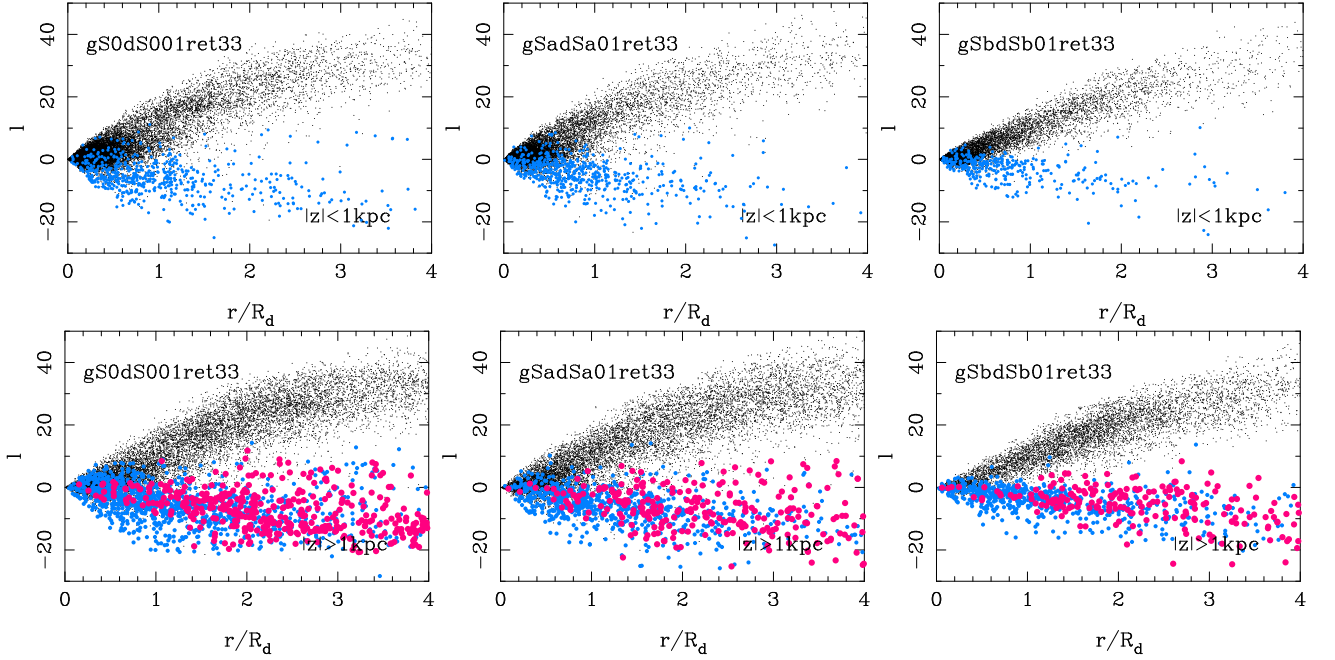 gS0dS001ret33
gSadSa01ret33
gSbdSb01ret33
40
20
0
−20
l
|z|<1kpc
0 1 2 3 4
r/R_d
40
20
0
−20
l
|z|<1kpc
0 1 2 3 4
r/R_d
40
20
0
−20
l
|z|<1kpc
0 1 2 3 4
r/R_d
gS0dS001ret33
gSadSa01ret33
gSbdSb01ret33
40
20
0
−20
l
|z|>1kpc
0 1 2 3 4
r/R_d
40
20
0
−20
l
|z|>1kpc
0 1 2 3 4
r/R_d
40
20
0
−20
l
|z|>1kpc
0 1 2 3 4
r/R_d